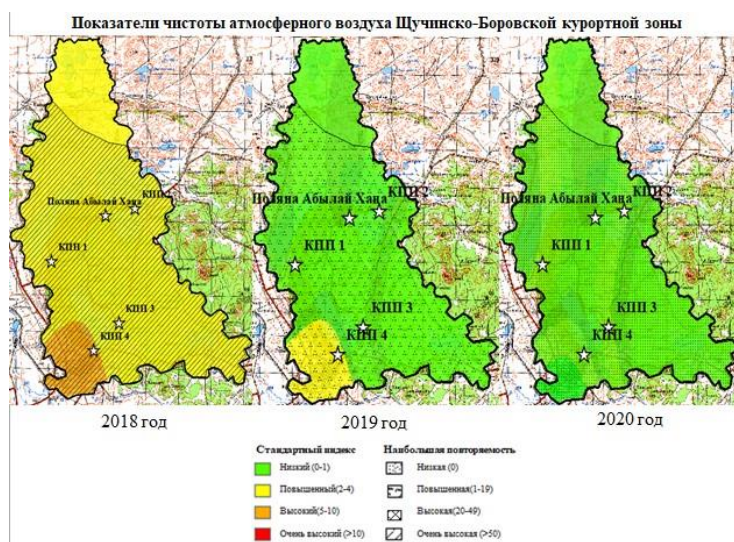 Показатели чистоты атмосферного воздуха Щучинско-Боровской курортной зоны
Поляна Абылай Хана
КПП
КПП 1
КПП 3
КПП 4
2018 год
Поляна Абылай Хана
КПП 2
КПП 1
КПП 3
КПП 4
2019 год
Поляна Абылай Хана
КПП 2
КПП 1
КПП 3
КПП 4
2020 год
Стандартный индекс
Низкий (0-1)
Повышенный(2-4)
Высокий(5-10)
Очень высокий (>10)
Наибольшая повторяемость
Низкая (0)
Повышенная(1-19)
Высокая(20-49)
Очень высокая (>50)